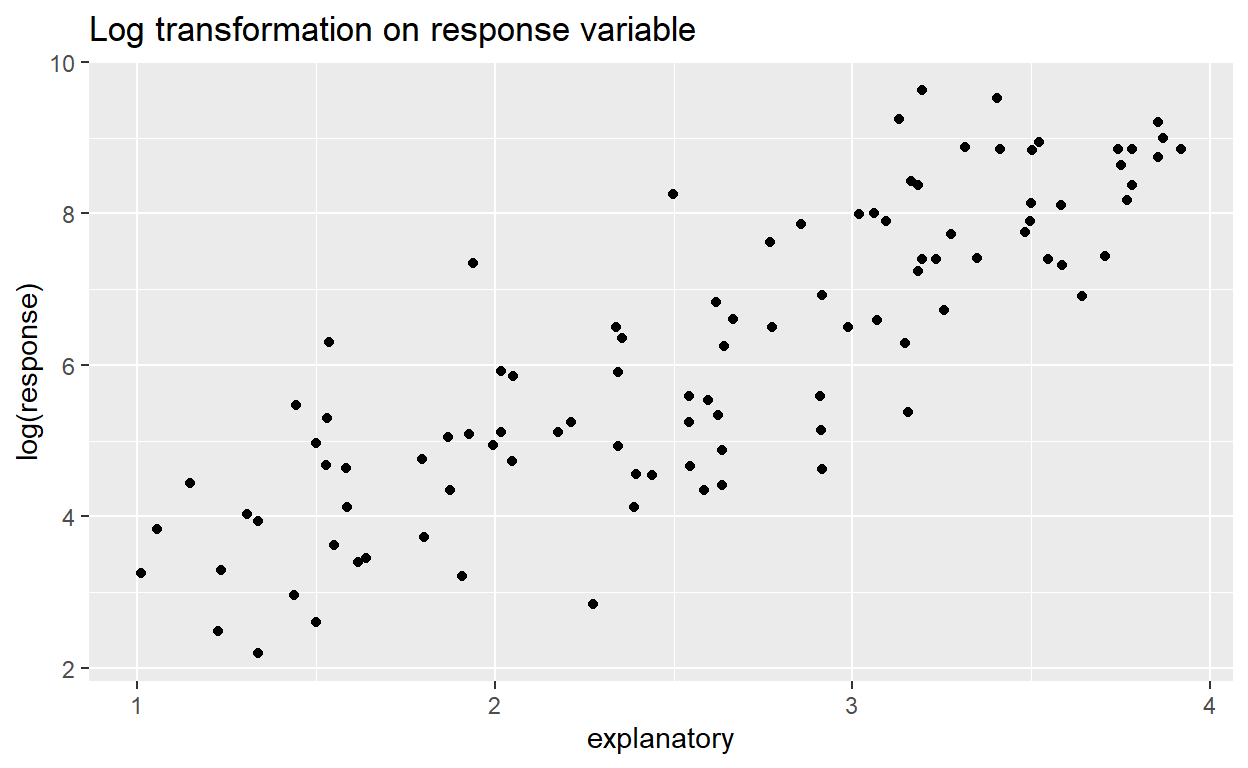 Log transformation on response variable
10
8
6
4
2
log(response)
1 2 3 4
explanatory